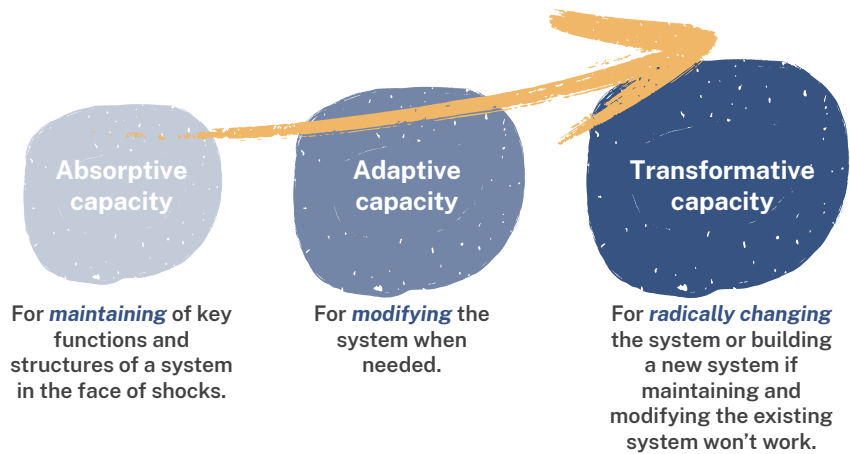 Absorptive
capacity
For maintaining of key
functions and
structures of a system
in the face of shocks.
Adaptive
capacity
For modifying the
system when
needed.
Transformative
capacity
For radically changing
the system or building
a new system if
maintaining and
modifying the existing
system won’t work.